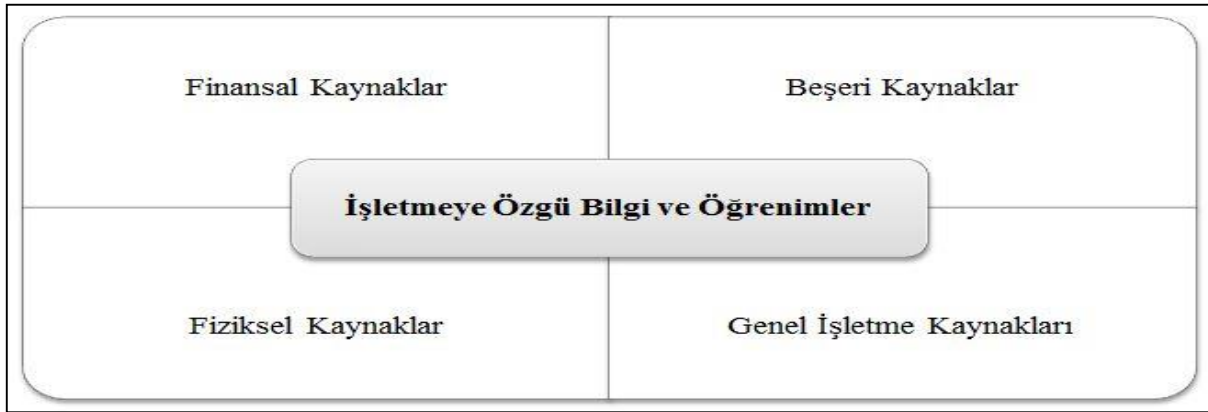 Finansal Kaynaklar
Beşeri Kaynaklar
İşletmeye Özgü Bilgi ve Öğrenimler
Fiziksel Kaynaklar
Genel İşletme Kaynakları